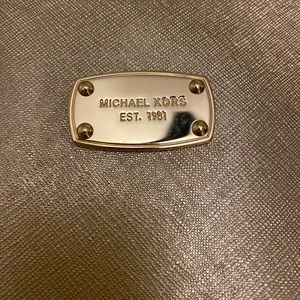 MICHAEL KORS
EST. 1981